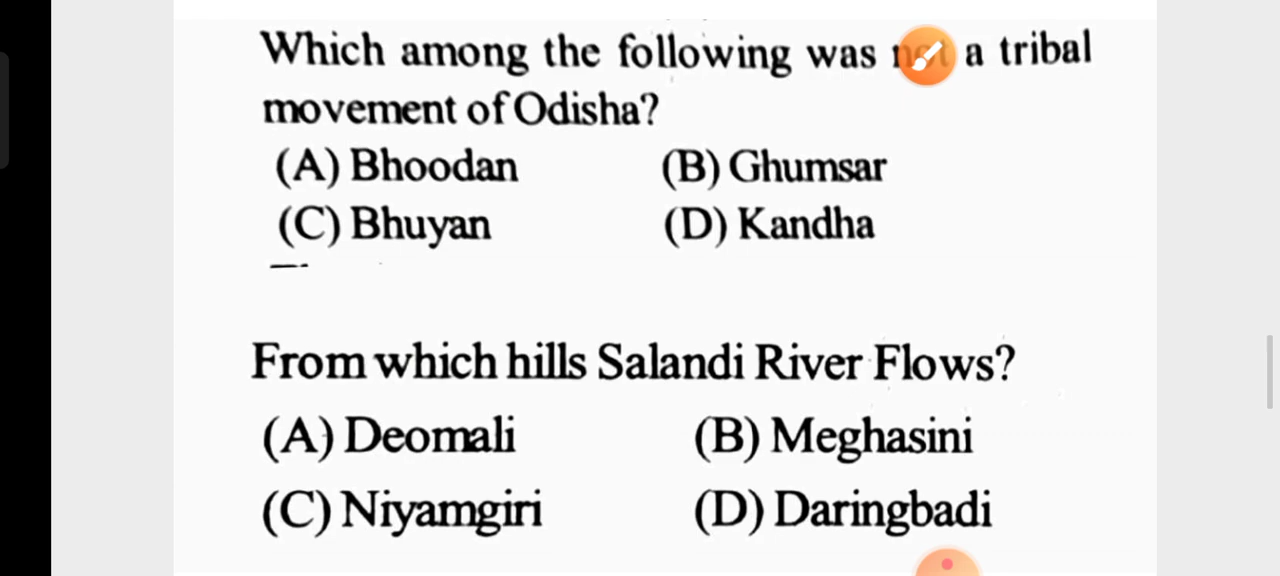 Which among the following was not a tribal
movement of Odisha?
(A) Bhoodan (B) Ghumsar
(C) Bhuyan (D) Kandha
From which hills Salandi River Flows?
(A) Deomali (B) Meghasini
(C) Niyamgiri (D) Daringbadi